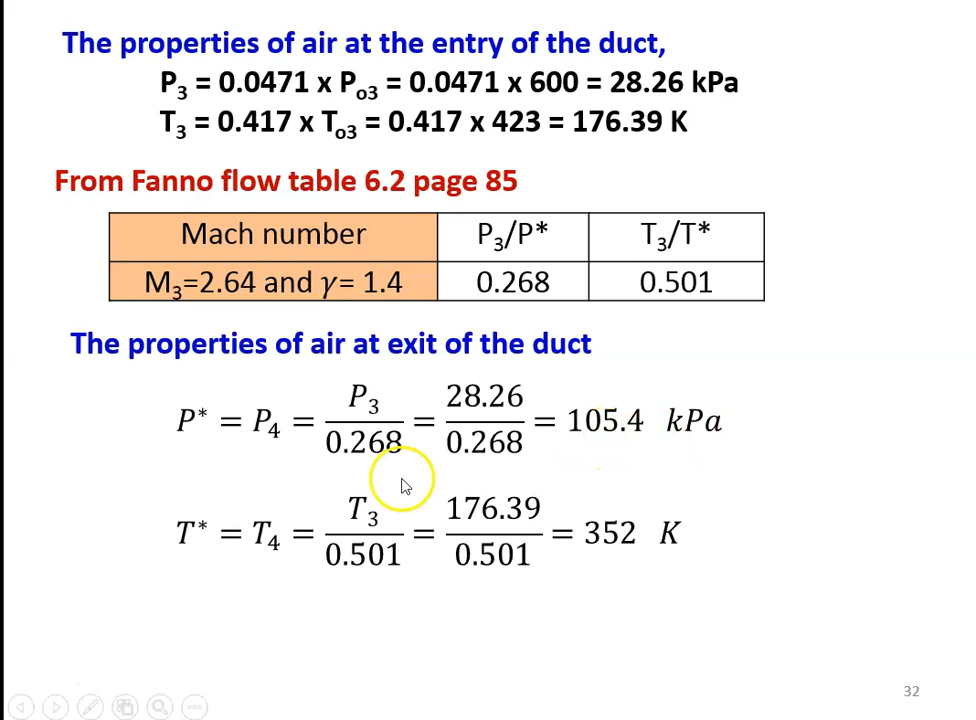 The properties of air at the entry of the duct,
P₃ = 0.0471 x Pₒ₃ = 0.0471 x 600 = 28.26 kPa
T₃ = 0.417 x Tₒ₃ = 0.417 x 423 = 176.39 K
From Fanno flow table 6.2 page 85
Mach number P₃/P* T₃/T*
M₃=2.64 and γ= 1.4 0.268 0.501
The properties of air at exit of the duct
P* = P₄ = P₃/0.268 = 28.26/0.268 = 105.4 kPa
T* = T₄ = T₃/0.501 = 176.39/0.501 = 352 K
32